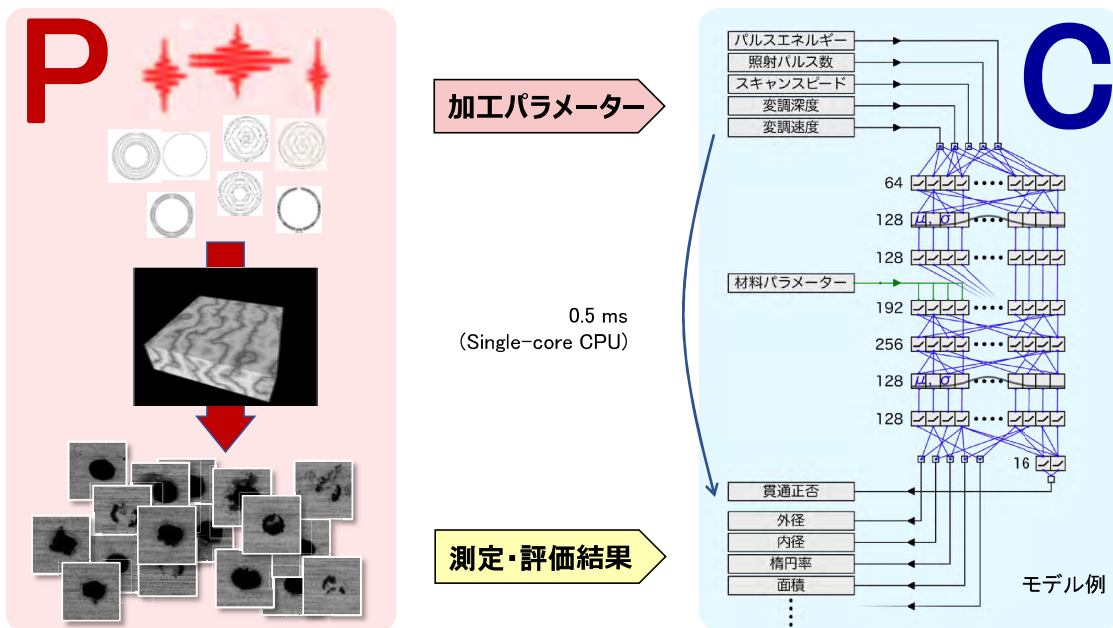 P
加工パラメーター
0.5 ms
(Single-core CPU)
測定・評価結果
C
パルスエネルギー
照射パルス数
スキャンスピード
変調深度
変調速度
64
128
μ, σ
128
材料パラメーター
192
256
128
μ, σ
128
16
貫通正否
外径
内径
楕円率
面積
モデル例